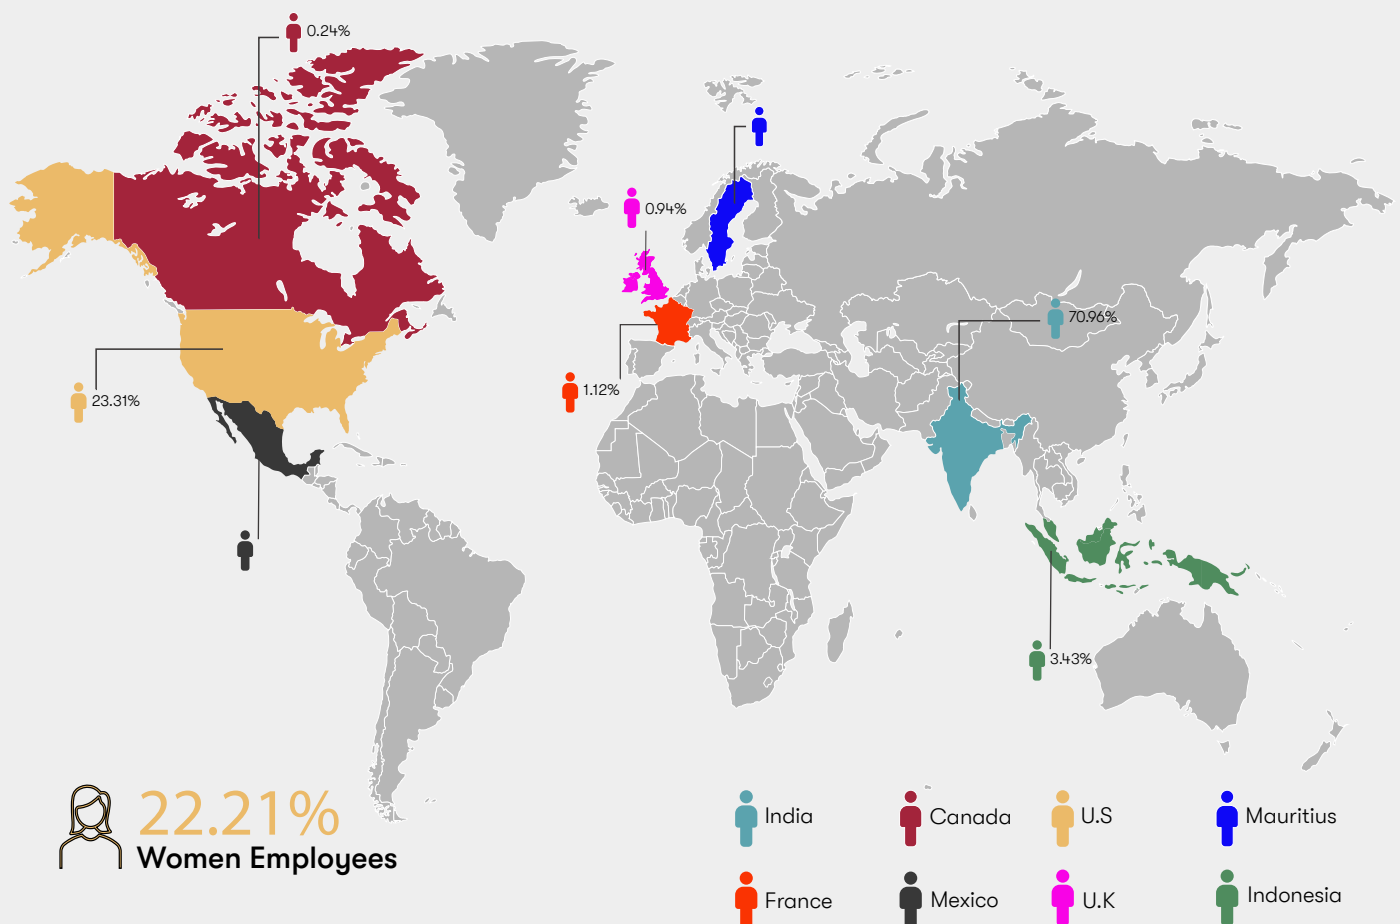 0.24%
0.94%
70.96%
1.12%
23.31%
3.43%
22.21%
Women Employees
India
Canada
U.S
Mauritius
France
Mexico
U.K
Indonesia